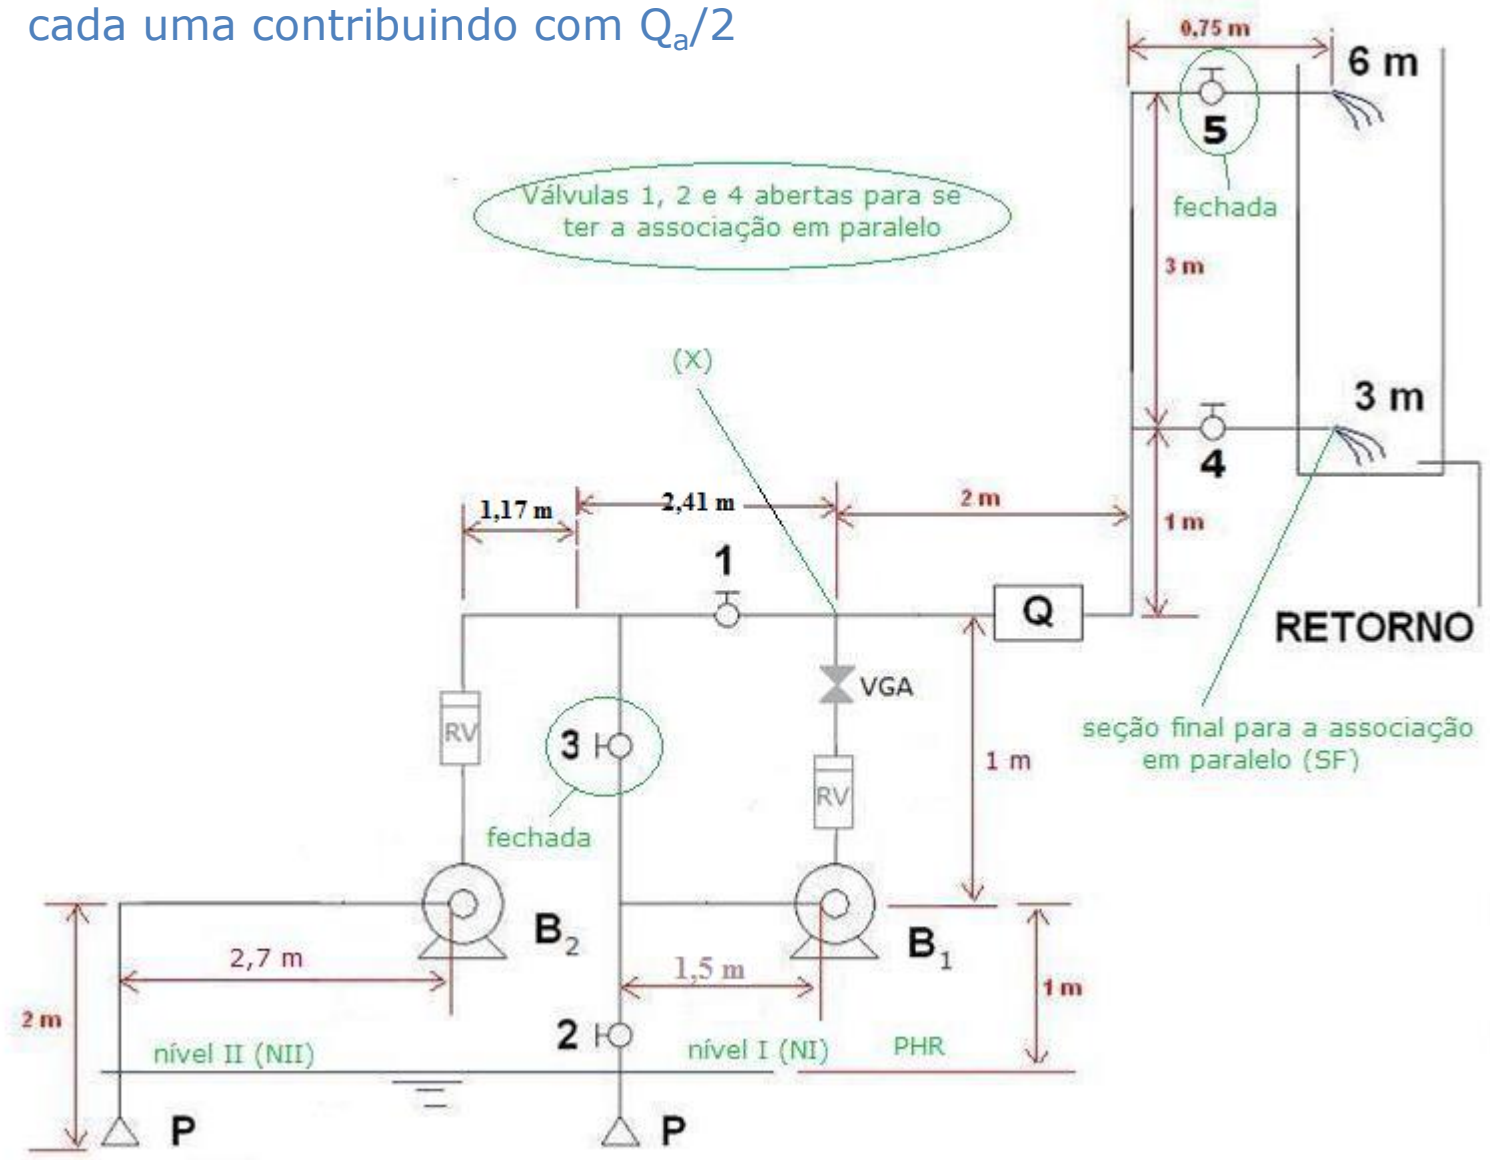 cada uma contribuindo com Qa/2
0,75 m
6 m
5
fechada
Válvulas 1, 2 e 4 abertas para se
ter a associação em paralelo
3 m
(X)
3 m
4
1,17 m
2,41 m
2 m
1 m
1
Q
RETORNO
RV
VGA
3
fechada
RV
1 m
seção final para a associação
em paralelo (SF)
B2
B1
2,7 m
1,5 m
2 m
1 m
2
nível II (NII)
nível I (NI)
PHR
P
P